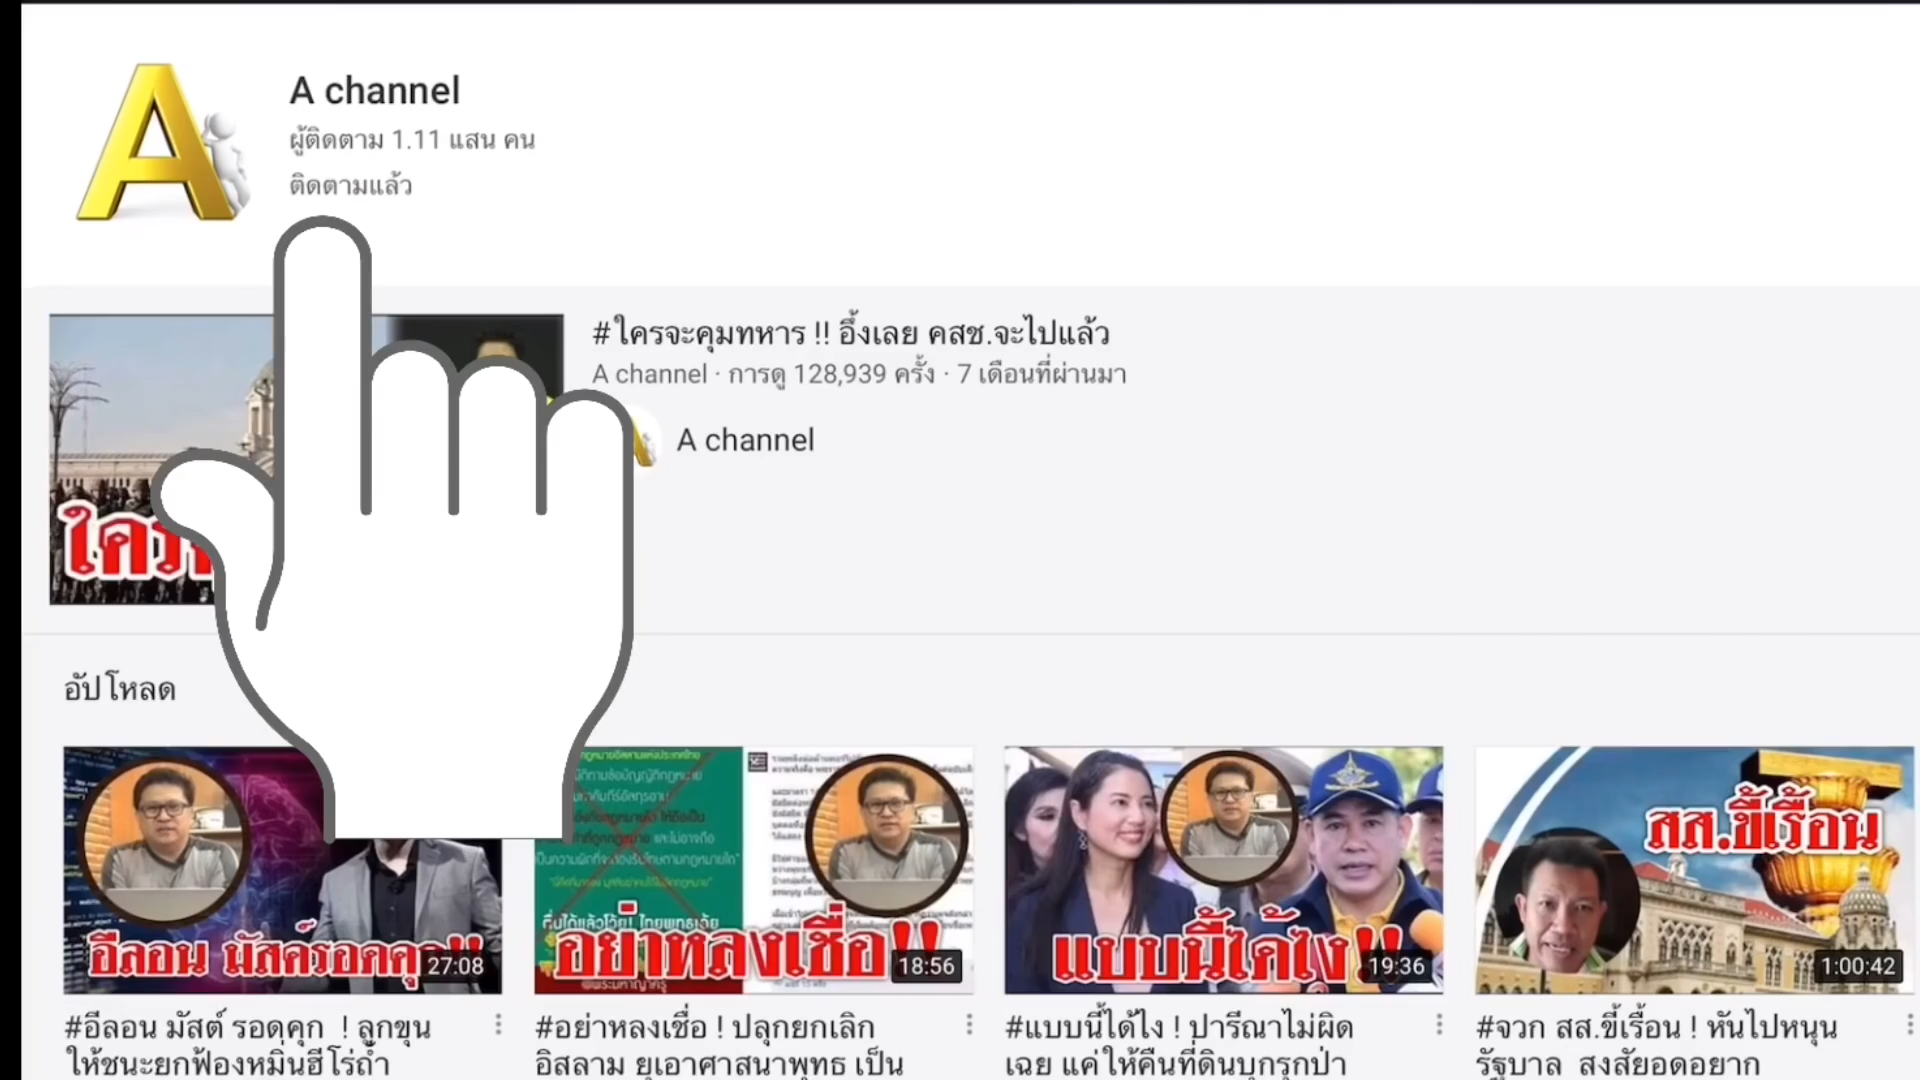 A channel
ผู้ติดตาม 1.11 แสน คน
ติดตามแล้ว
#ใครจะคุมทหาร !! อึ้งเลย คสช.จะไปแล้ว
A channel · การดู 128,939 ครั้ง · 7 เดือนที่ผ่านมา
A channel
อัปโหลด
อีลอน มัสต์รอดคุก!!
27:08
อย่าหลงเชื่อ!!
18:56
แบบนี้ได้ไง!!
19:36
สส.ขี้เรื้อน
1:00:42
#อีลอน มัสต์ รอดคุก ! ลูกขุน
ให้ชนะยกฟ้องหมิ่นฮีโร่ถ้ำ
#อย่าหลงเชื่อ ! ปลุกยกเลิก
อิสลาม ยุเอาศาสนาพุทธ เป็น
#แบบนี้ได้ไง ! ปารีณาไม่ผิด
เฉย แค่ให้คืนที่ดินบุกรุกป่า
#จวก สส.ขี้เรื้อน ! หันไปหนุน
รัฐบาล สงสัยอดอยาก